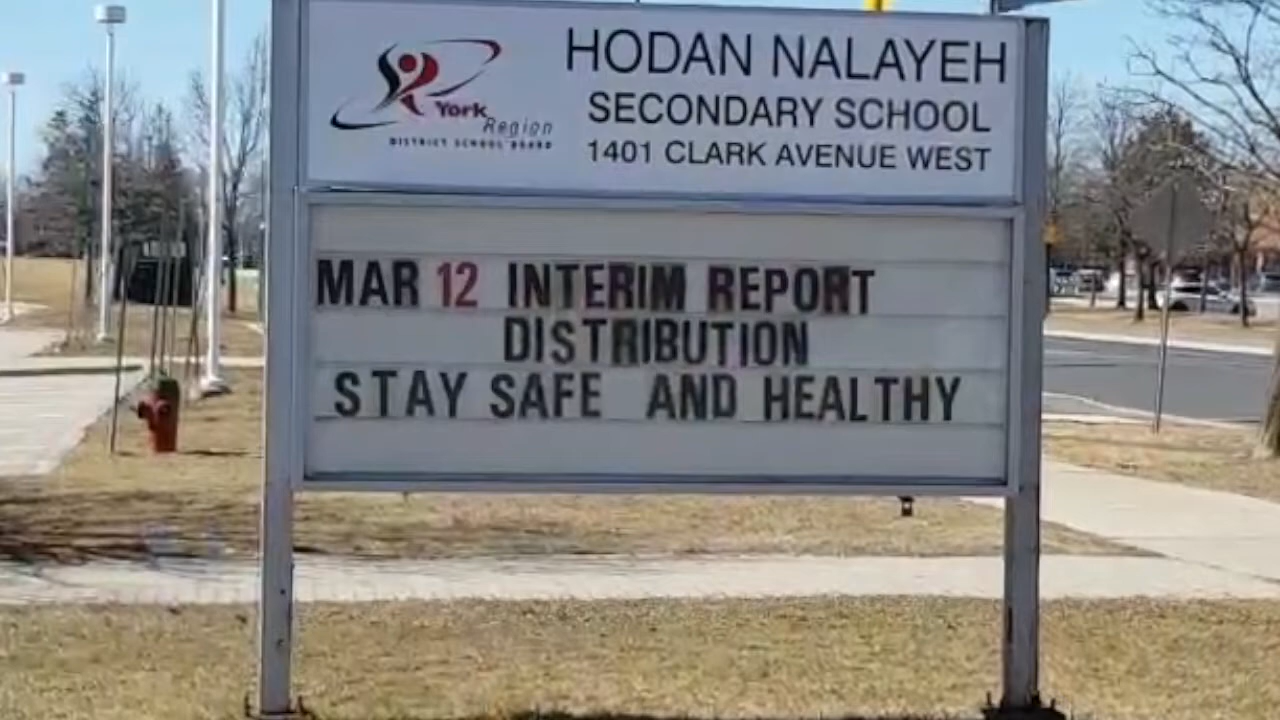 HODAN NALAYEH
SECONDARY SCHOOL
1401 CLARK AVENUE WEST
York
Region
DISTRICT SCHOOL BOARD
MAR 12 INTERIM REPORT
DISTRIBUTION
STAY SAFE AND HEALTHY